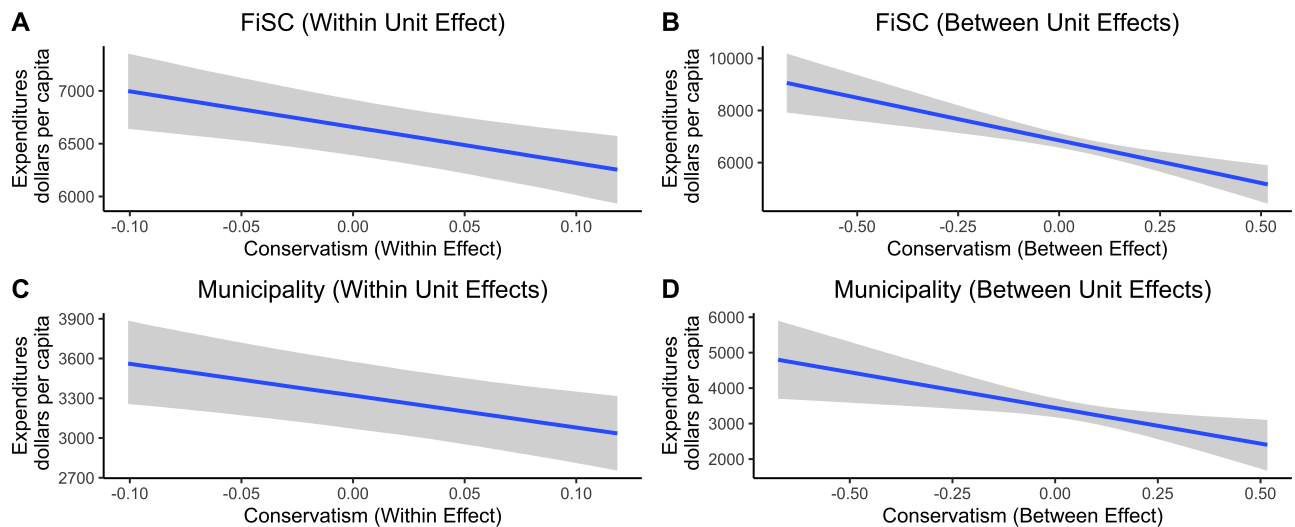 A
FiSC (Within Unit Effect)
Expenditures
dollars per capita
7000
6500
6000
-0.10
-0.05
0.00
0.05
0.10
Conservatism (Within Effect)
B
FiSC (Between Unit Effects)
Expenditures
dollars per capita
10000
8000
6000
-0.50
-0.25
0.00
0.25
0.50
Conservatism (Between Effect)
C
Municipality (Within Unit Effects)
Expenditures
dollars per capita
3900
3600
3300
3000
2700
-0.10
-0.05
0.00
0.05
0.10
Conservatism (Within Effect)
D
Municipality (Between Unit Effects)
Expenditures
dollars per capita
6000
5000
4000
3000
2000
-0.50
-0.25
0.00
0.25
0.50
Conservatism (Between Effect)